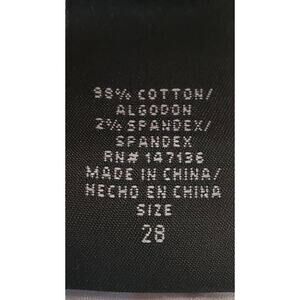 98% COTTON/
ALGODON
2% SPANDEX/
SPANDEX
RN# 147136
MADE IN CHINA/
HECHO EN CHINA
SIZE
28